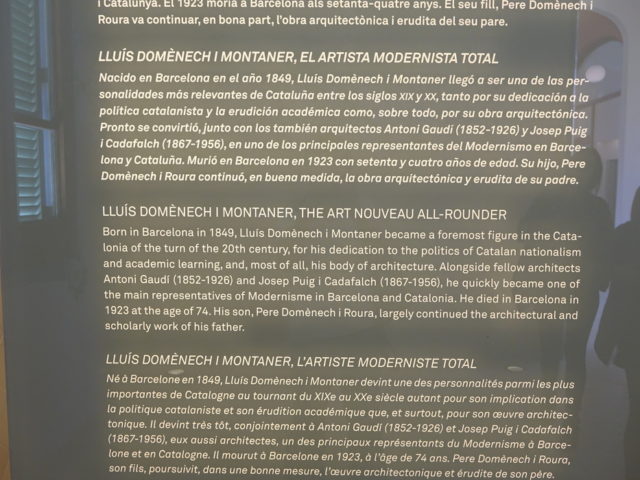 i Catalunya. El 1923 moria a Barcelona als setanta-quatre anys. El seu fill, Pere Domènech i
Roura va continuar, en bona part, l'obra arquitectònica i erudita del seu pare.
LLUÍS DOMÈNECH I MONTANER, EL ARTISTA MODERNISTA TOTAL
Nacido en Barcelona en el año 1849, Lluís Domènech i Montaner llegó a ser una de las per-
sonalidades más relevantes de Cataluña entre los siglos XIX y XX, tanto por su dedicación a la
política catalanista y la erudición académica como, sobre todo, por su obra arquitectónica.
Pronto se convirtió, junto con los también arquitectos Antoni Gaudí (1852-1926) y Josep Puig
i Cadafalch (1867-1956), en uno de los principales representantes del Modernismo en Barce-
lona y Cataluña. Murió en Barcelona en 1923 con setenta y cuatro años de edad. Su hijo, Pere
Domènech i Roura continuó, en buena medida, la obra arquitectónica y erudita de su padre.
LLUÍS DOMÈNECH I MONTANER, THE ART NOUVEAU ALL-ROUNDER
Born in Barcelona in 1849, Lluís Domènech i Montaner became a foremost figure in the Cata-
lonia of the turn of the 20th century, for his dedication to the politics of Catalan nationalism
and academic learning, and, most of all, his body of architecture. Alongside fellow architects
Antoni Gaudí (1852-1926) and Josep Puig i Cadafalch (1867-1956), he quickly became one of
the main representatives of Modernisme in Barcelona and Catalonia. He died in Barcelona in
1923 at the age of 74. His son, Pere Domènech i Roura, largely continued the architectural and
scholarly work of his father.
LLUÍS DOMÈNECH I MONTANER, L'ARTISTE MODERNISTE TOTAL
Né à Barcelone en 1849, Lluís Domènech i Montaner devint une des personnalités parmi les plus
importantes de Catalogne au tournant du XIXe au XXe siècle autant pour son implication dans
la politique catalaniste et son érudition académique que, et surtout, pour son œuvre architec-
tonique. Il devint très tôt, conjointement à Antoni Gaudí (1852-1926) et Josep Puig i Cadafalch
(1867-1956), eux aussi architectes, un des principaux représentants du Modernisme à Barce-
lone et en Catalogne. Il mourut à Barcelone en 1923, à l'âge de 74 ans. Pere Domènech i Roura,
son fils, poursuivit, dans une bonne mesure, l'œuvre architectonique et érudite de son père.